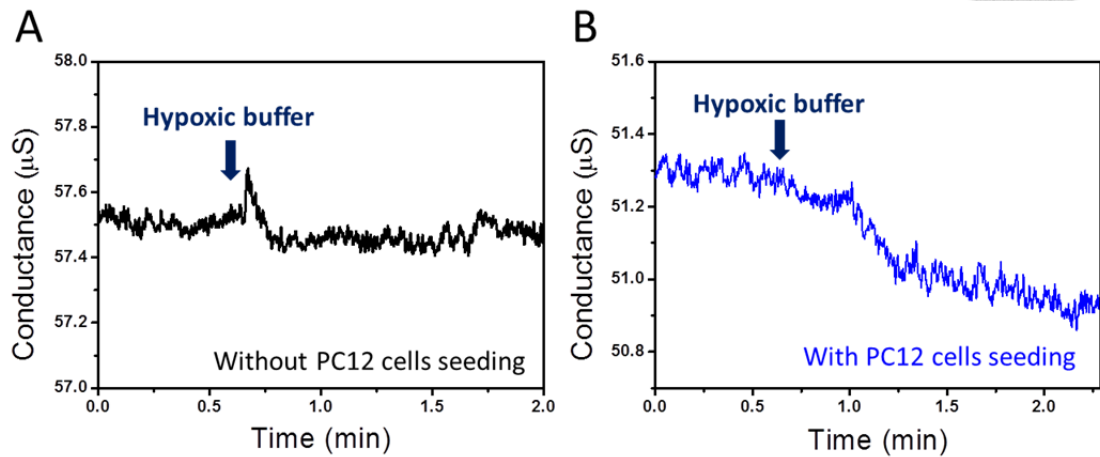 A
58.0
57.8
57.6
57.4
57.2
57.0
Conductance (μS)
Hypoxic buffer
Without PC12 cells seeding
0.0 0.5 1.0 1.5 2.0
Time (min)
B
51.6
51.4
51.2
51.0
50.8
Conductance (μS)
Hypoxic buffer
With PC12 cells seeding
0.0 0.5 1.0 1.5 2.0
Time (min)